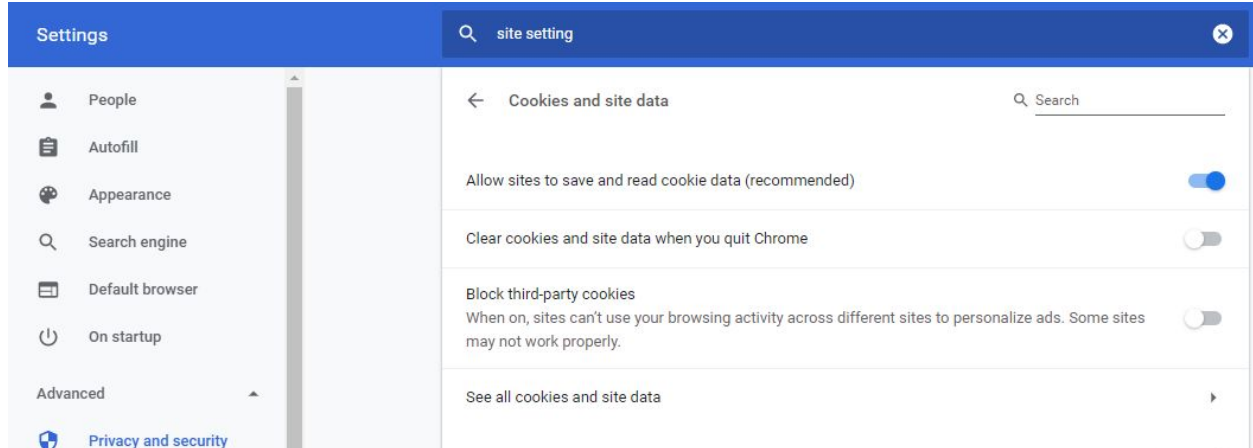 Settings
site setting
People
Autofill
Appearance
Search engine
Default browser
On startup
Advanced
Privacy and security
Cookies and site data
Search
Allow sites to save and read cookie data (recommended)
Clear cookies and site data when you quit Chrome
Block third-party cookies
When on, sites can't use your browsing activity across different sites to personalize ads. Some sites
may not work properly.
See all cookies and site data